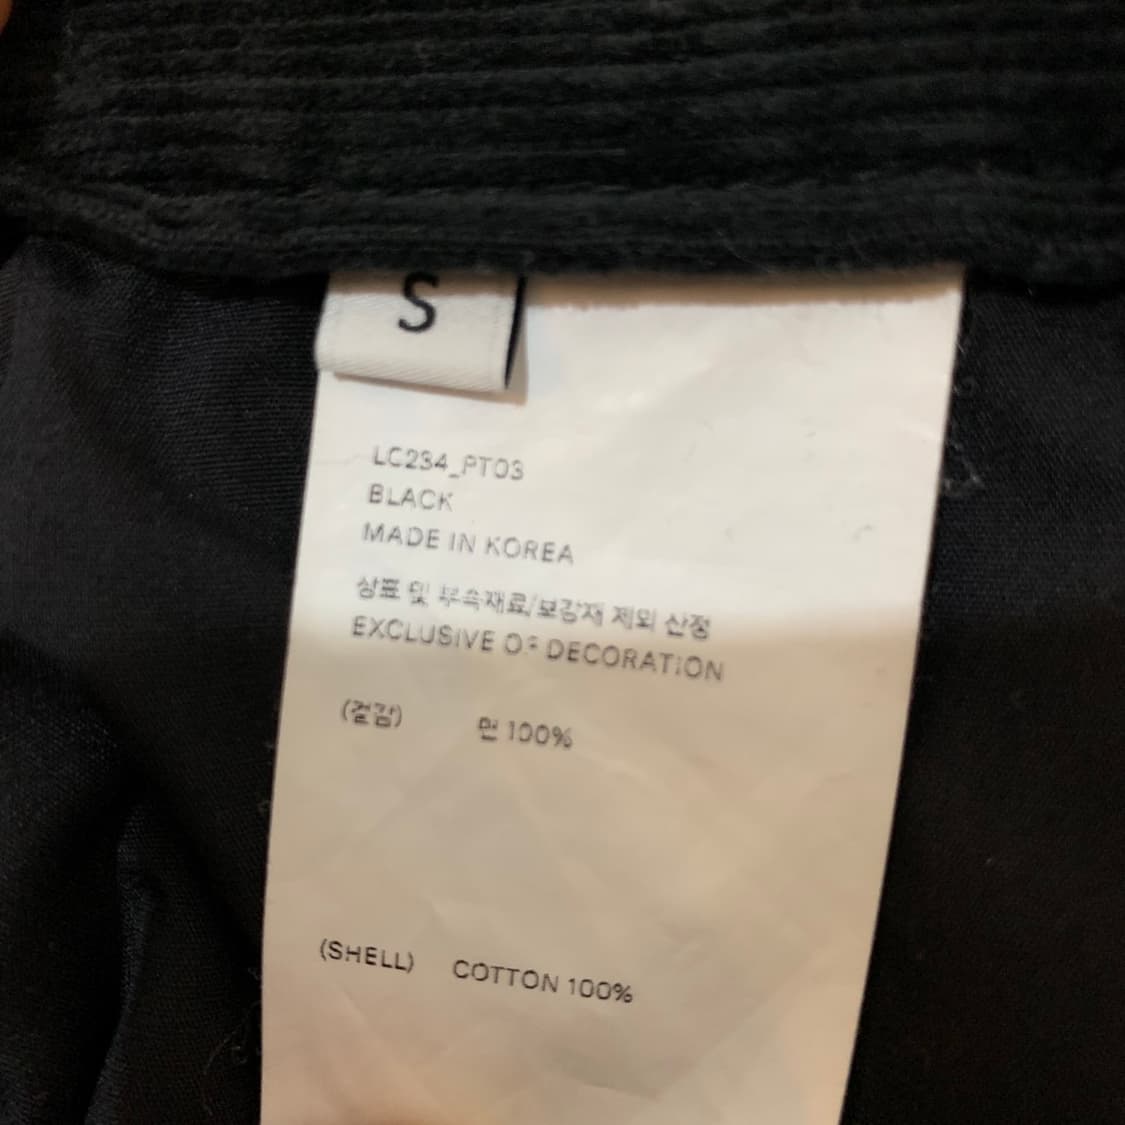 S
LC234_PT03
BLACK
MADE IN KOREA
상표 및 부속재료/보강재 제외 산정
EXCLUSIVE OF DECORATION
(겉감) 면 100%
(SHELL) COTTON 100%